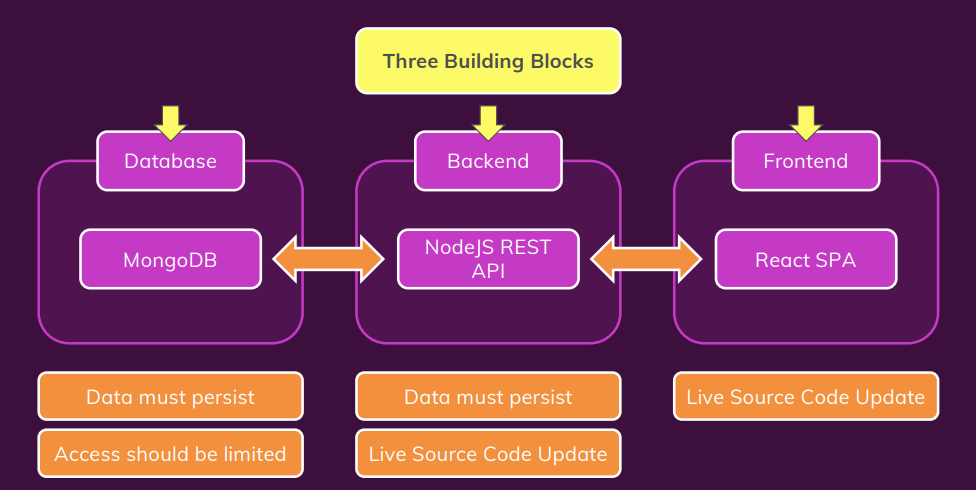 Three Building Blocks
Database
Backend
Frontend
MongoDB
NodeJS REST
API
React SPA
Data must persist
Data must persist
Live Source Code Update
Access should be limited
Live Source Code Update